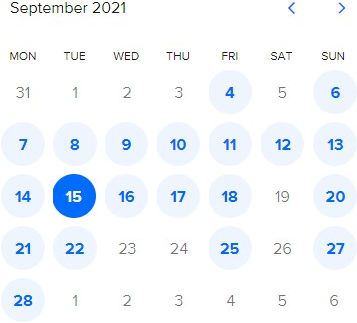 September 2021
MON TUE WED THU FRI SAT SUN
31 1 2 3 4 5 6
7 8 9 10 11 12 13
14 15 16 17 18 19 20
21 22 23 24 25 26 27
28 1 2 3 4 5 6